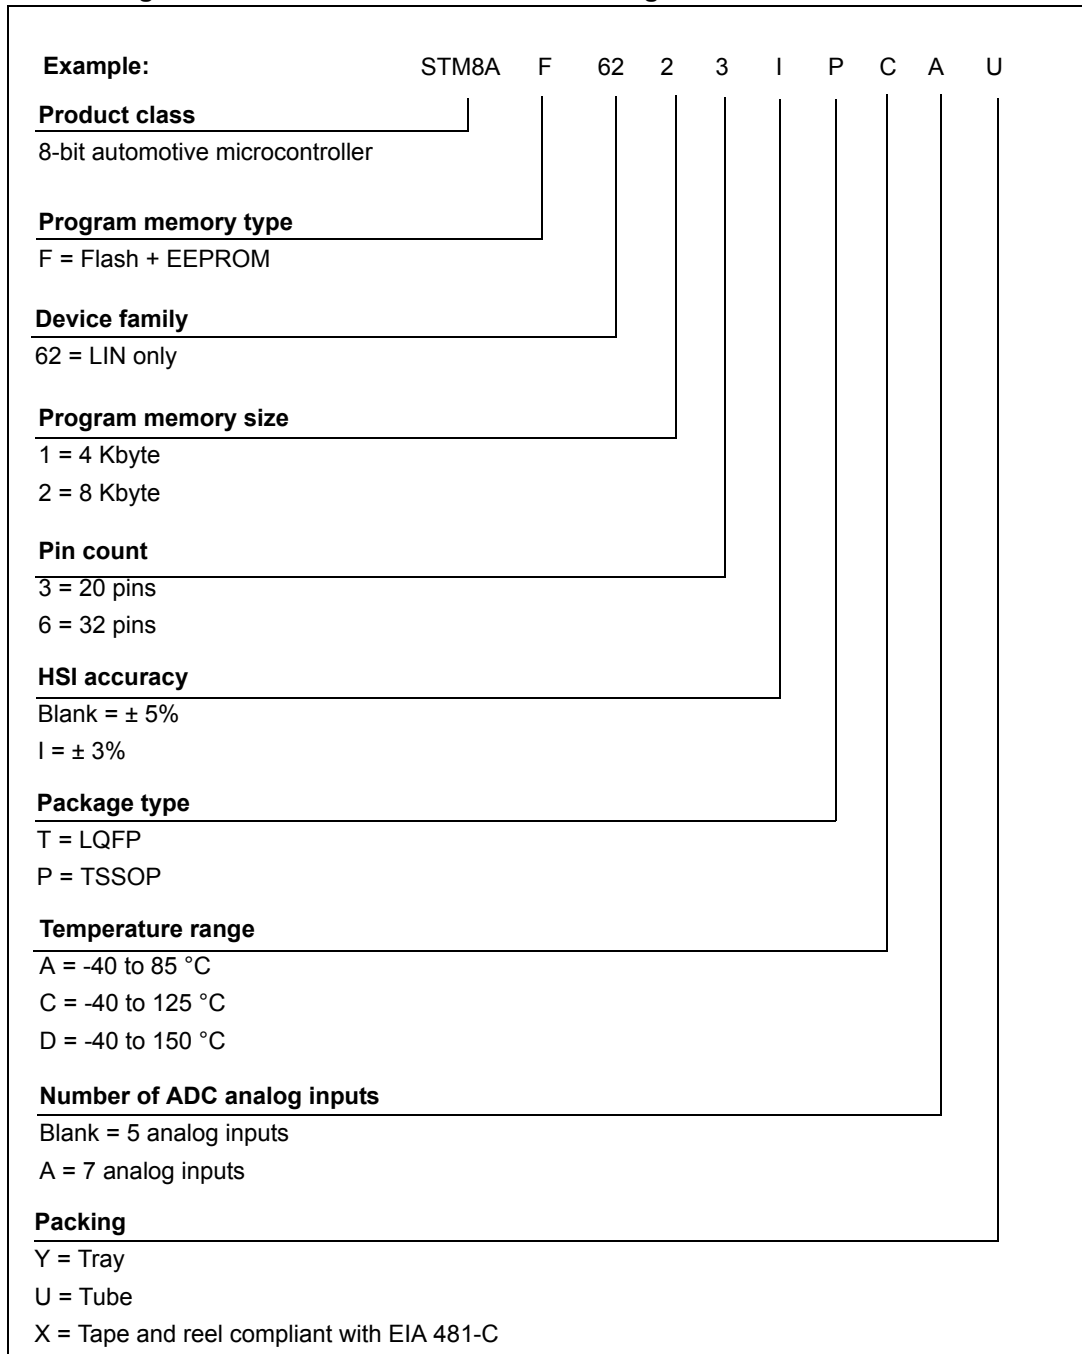 Example: STM8A F 62 2 3 I P C A U
Product class
8-bit automotive microcontroller
Program memory type
F = Flash + EEPROM
Device family
62 = LIN only
Program memory size
1 = 4 Kbyte
2 = 8 Kbyte
Pin count
3 = 20 pins
6 = 32 pins
HSI accuracy
Blank = ± 5%
I = ± 3%
Package type
T = LQFP
P = TSSOP
Temperature range
A = -40 to 85 °C
C = -40 to 125 °C
D = -40 to 150 °C
Number of ADC analog inputs
Blank = 5 analog inputs
A = 7 analog inputs
Packing
Y = Tray
U = Tube
X = Tape and reel compliant with EIA 481-C